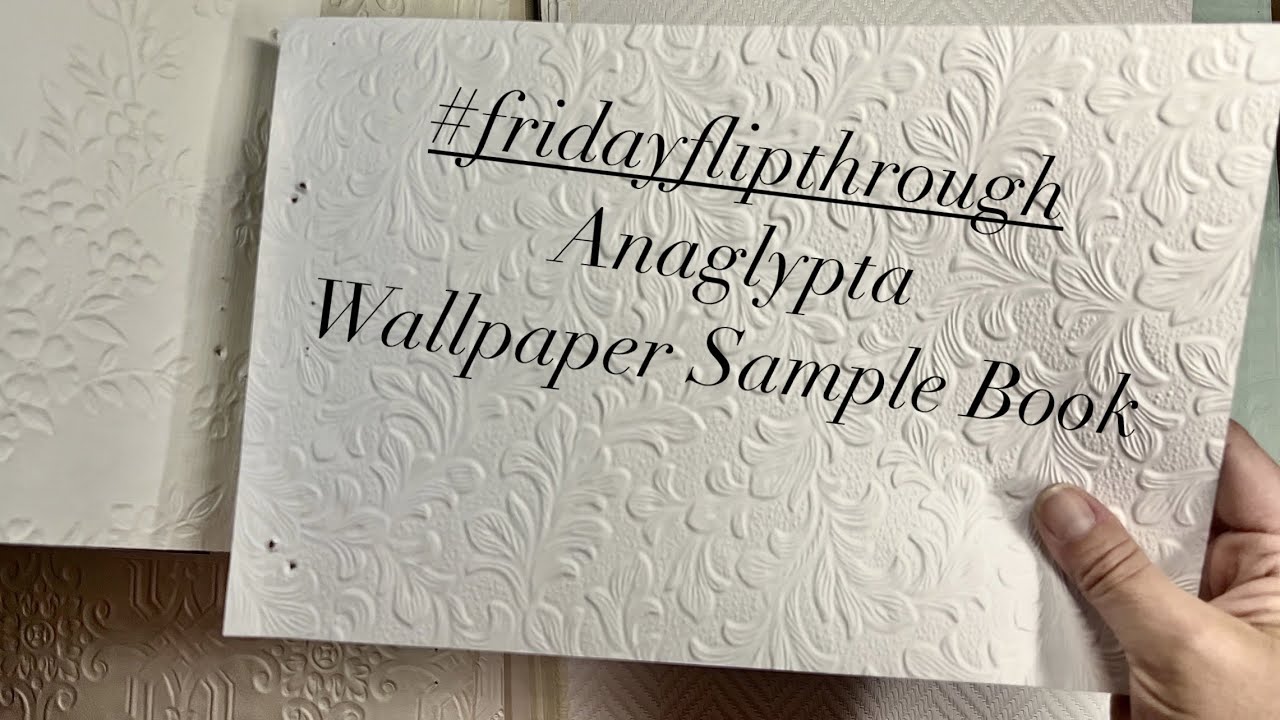 #fridayflipthrough
Anaglypta
Wallpaper Sample Book